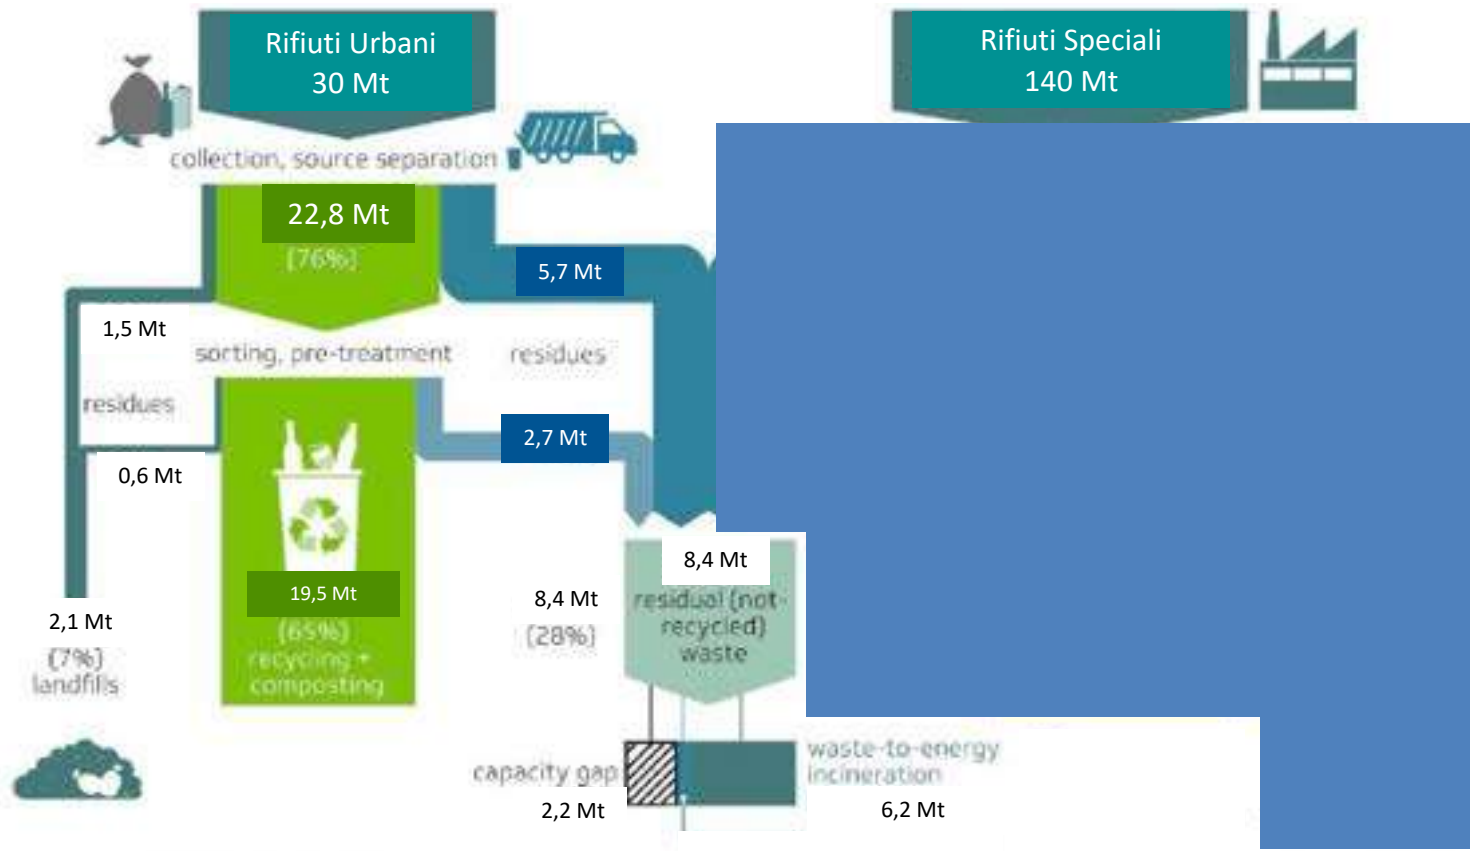 Rifiuti Urbani
30 Mt
Rifiuti Speciali
140 Mt
collection, source separation
22,8 Mt
(76%)
5,7 Mt
1,5 Mt
sorting, pre-treatment
residues
residues
2,7 Mt
0,6 Mt
19,5 Mt
(65%)
recycling +
composting
2,1 Mt
(7%)
landfills
8,4 Mt
(28%)
8,4 Mt
residual (not-
recycled)
waste
capacity gap
2,2 Mt
waste-to-energy
incineration
6,2 Mt